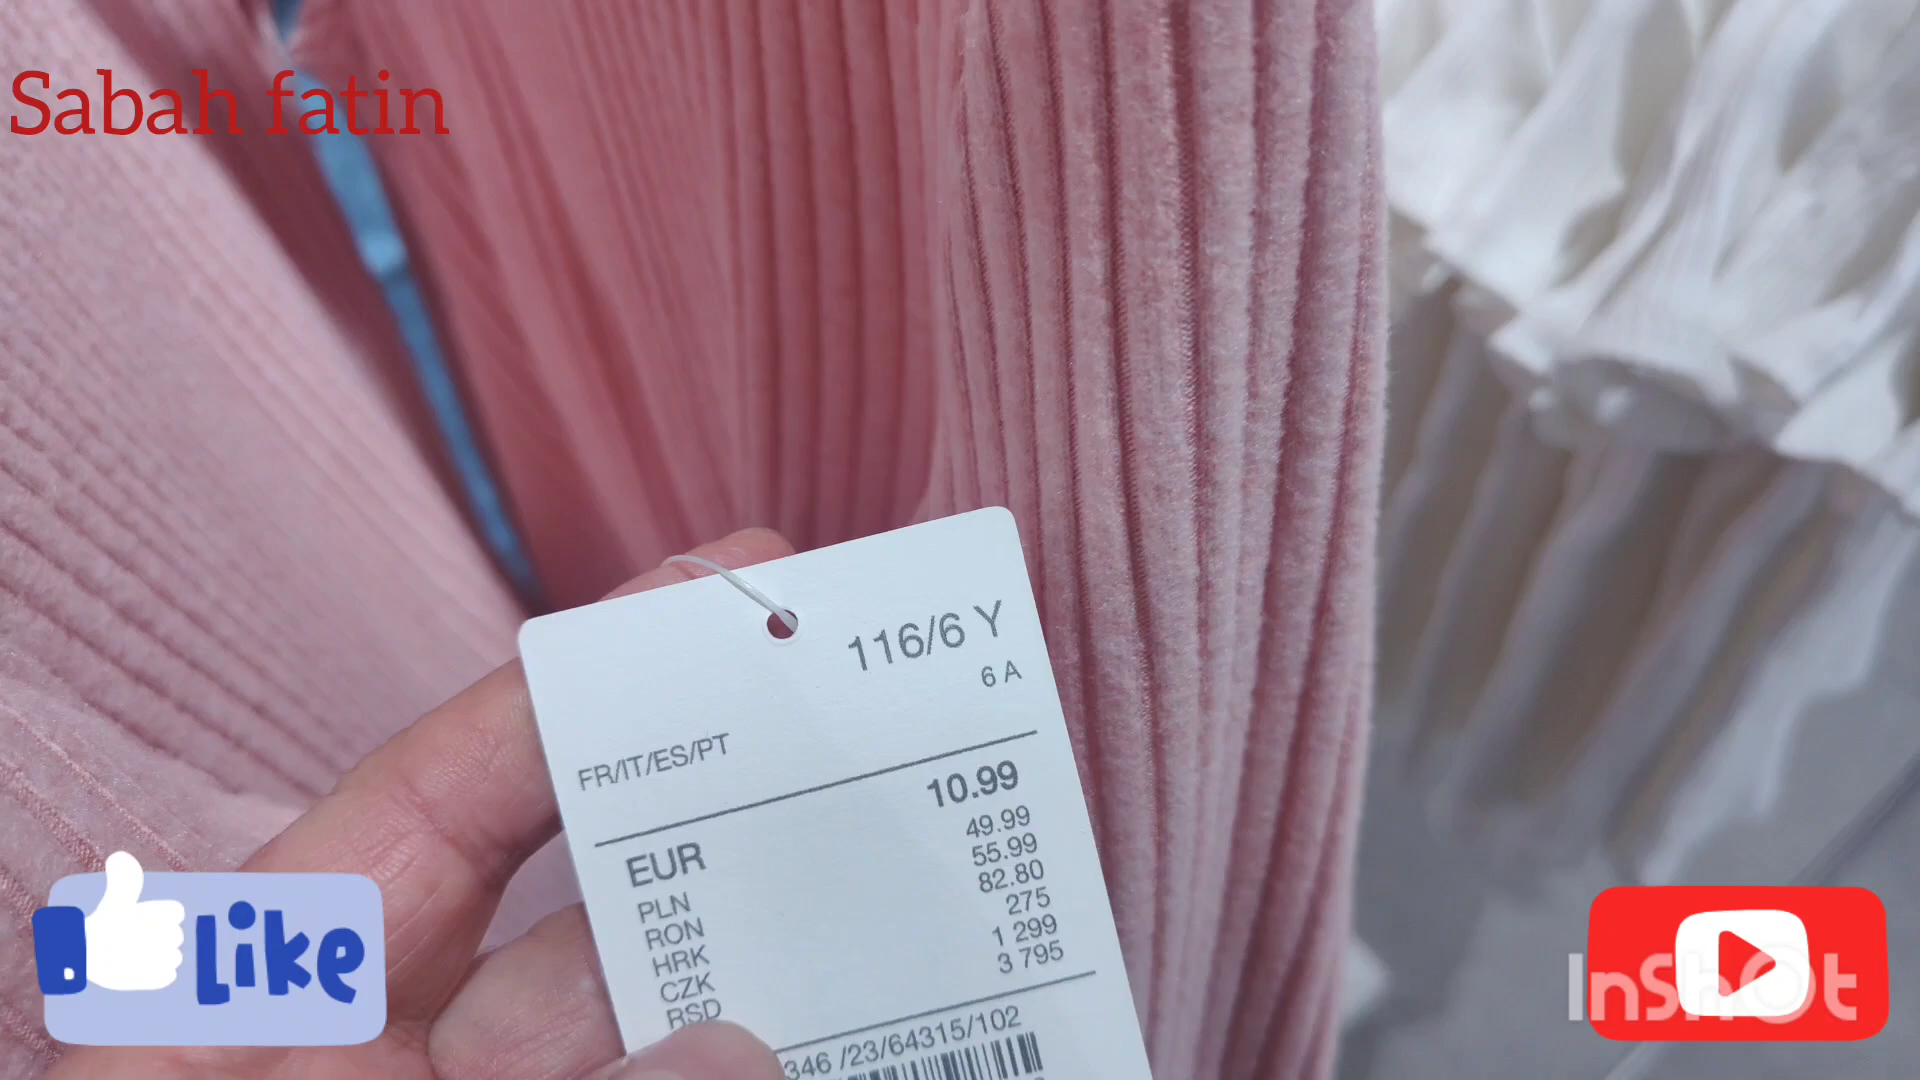 Sabah fatin
116/6 Y
6 A
FR/IT/ES/PT
10.99
EUR
49.99
PLN
55.99
RON
82.80
HRK
275
CZK
1 299
RSD
3 795
346 /23/64315/102
Like
InShOt